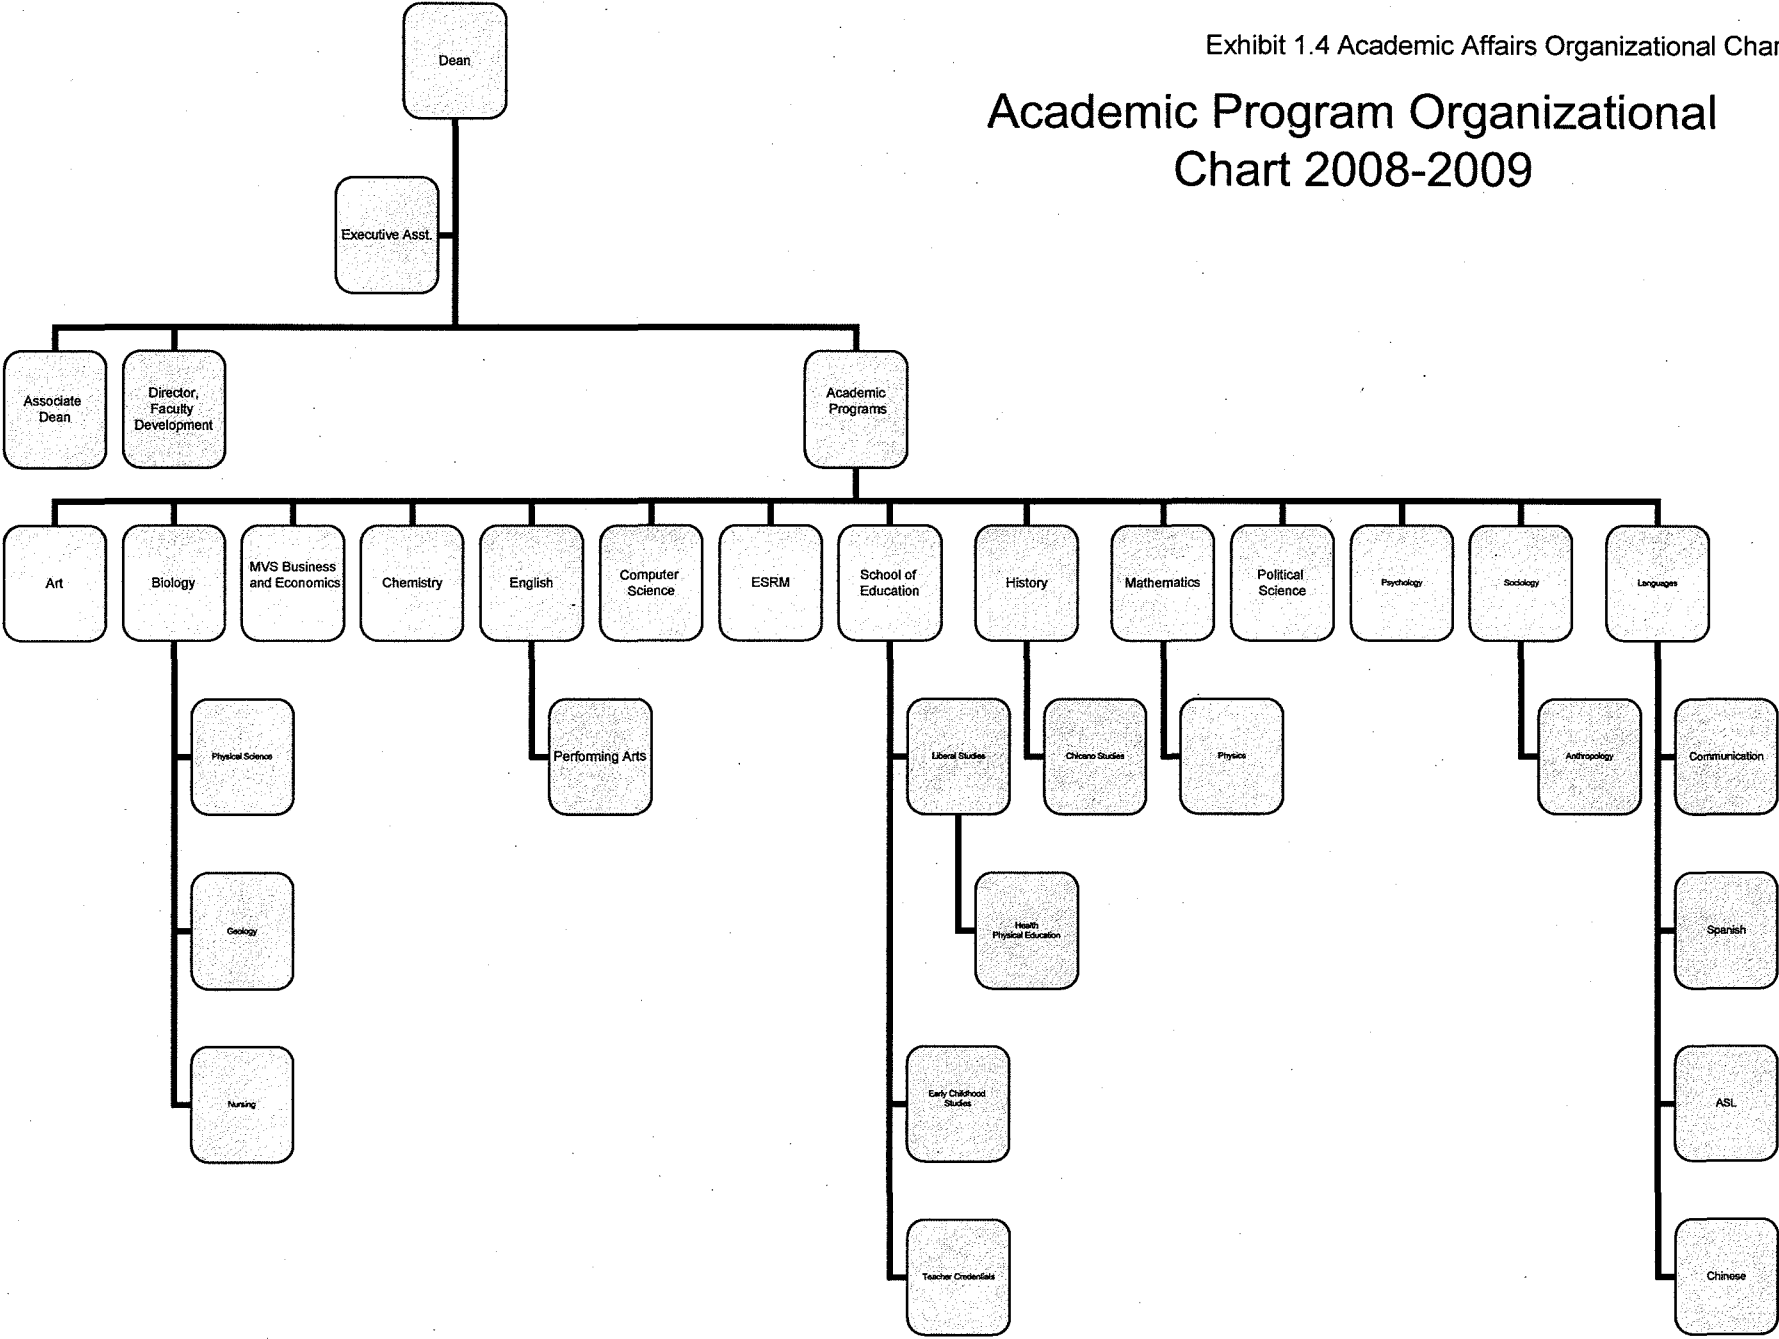 Exhibit 1.4 Academic Affairs Organizational Char
Academic Program Organizational
Chart 2008-2009
Dean
Executive Asst.
Associate
Dean
Director,
Faculty
Development
Academic
Programs
Art
Biology
MVS Business
and Economics
Chemistry
English
Computer
Science
ESRM
School of
Education
History
Mathematics
Political
Science
Psychology
Sociology
Languages
Physical Science
Performing Arts
Liberal Studies
Chicano Studies
Physics
Anthropology
Communication
Geology
Health
Physical Education
Spanish
Nursing
Early Childhood
Studies
ASL
Teacher Credentials
Chinese